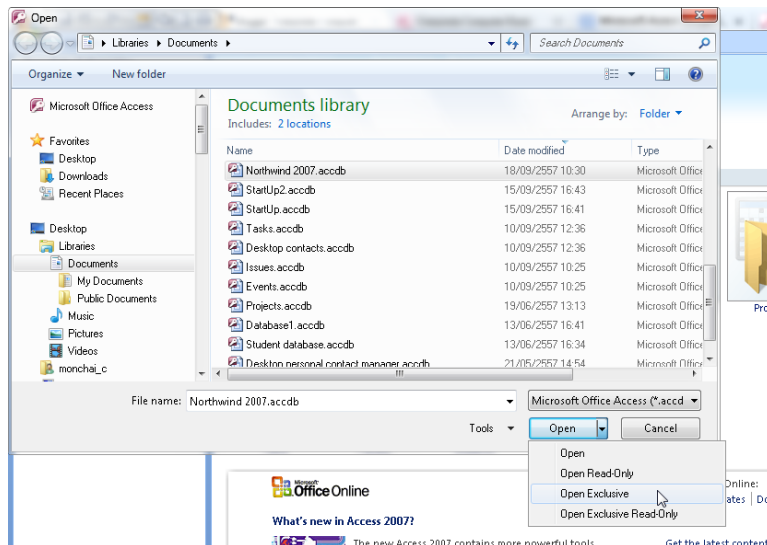 Open
Libraries ▸ Documents ▸
Search Documents
Organize
New folder
Microsoft Office Access
Favorites
Desktop
Downloads
Recent Places
Desktop
Libraries
Documents
My Documents
Public Documents
Music
Pictures
Videos
monchai_c
Documents library
Includes: 2 locations
Arrange by: Folder
Name Date modified Type
Northwind 2007.accdb 18/09/2557 10:30 Microsoft Office
StartUp2.accdb 15/09/2557 16:43 Microsoft Office
StartUp.accdb 15/09/2557 16:41 Microsoft Office
Tasks.accdb 10/09/2557 12:36 Microsoft Office
Desktop contacts.accdb 10/09/2557 12:36 Microsoft Office
Issues.accdb 10/09/2557 10:25 Microsoft Office
Events.accdb 10/09/2557 10:25 Microsoft Office
Projects.accdb 19/06/2557 13:13 Microsoft Office
Database1.accdb 13/06/2557 16:41 Microsoft Office
Student database.accdb 13/06/2557 16:34 Microsoft Office
Desktop personal contact manager.accdb 21/05/2557 14:54 Microsoft Office
Pro
File name: Northwind 2007.accdb
Microsoft Office Access (*.accd
Tools
Open
Cancel
Open
Open Read-Only
Open Exclusive
Open Exclusive Read-Only
Microsoft
Office Online
Online:
ates | Do
What's new in Access 2007?
The new Access 2007 contains more powerful tools
Get the latest content